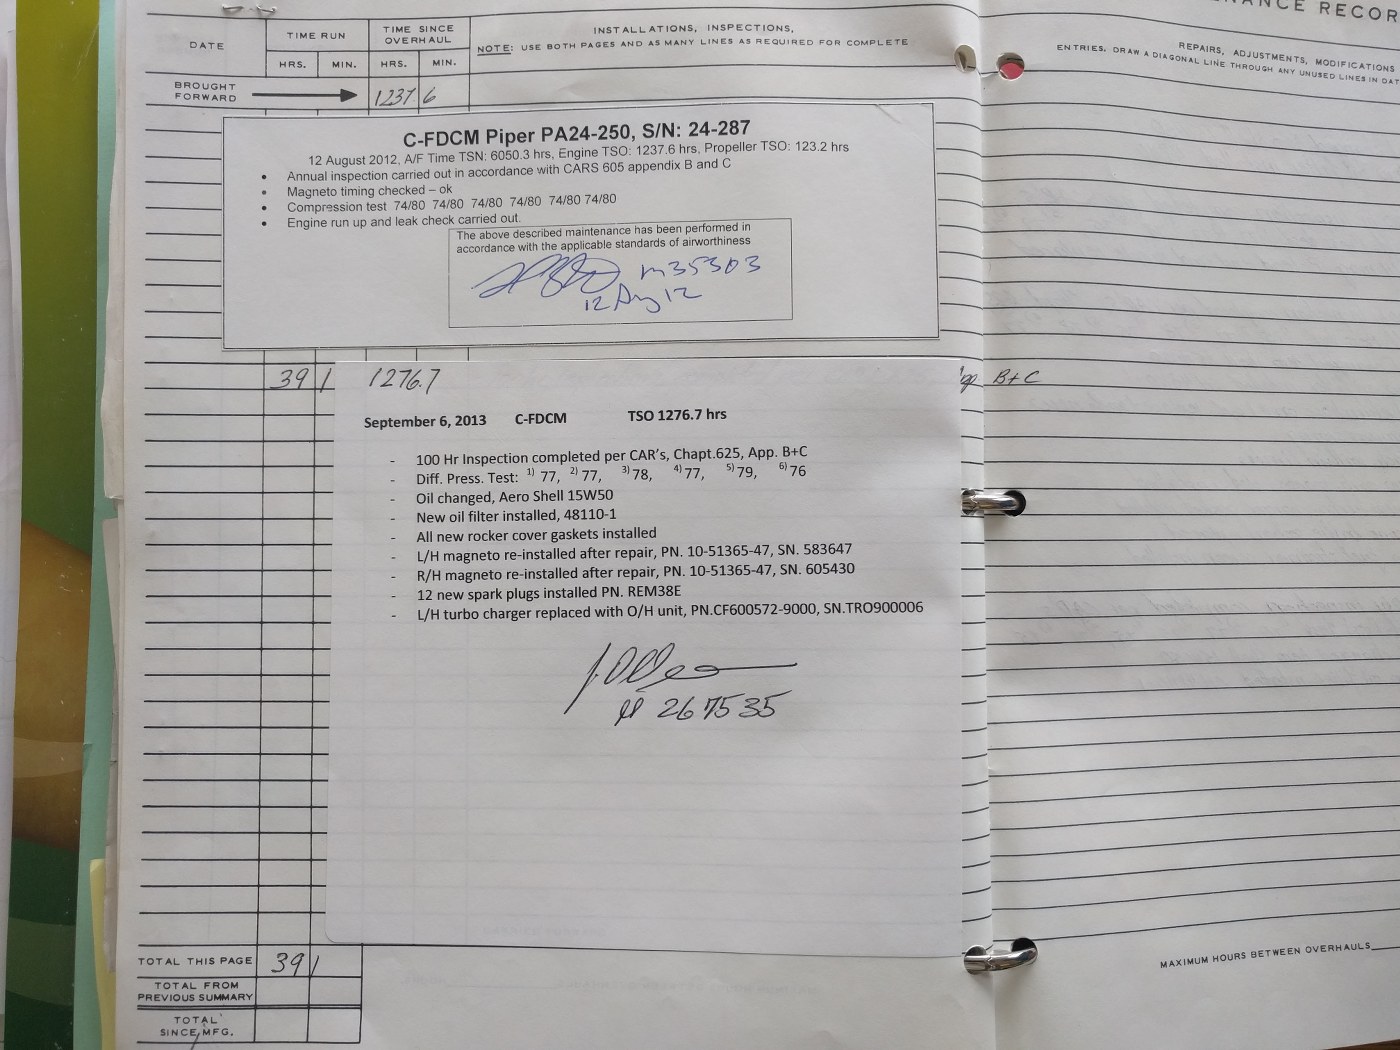 NANCE RECOR
DATE
TIME RUN
TIME SINCE
OVERHAUL
HRS.
MIN.
HRS.
MIN.
INSTALLATIONS, INSPECTIONS,
NOTE: USE BOTH PAGES AND AS MANY LINES AS REQUIRED FOR COMPLETE
REPAIRS, ADJUSTMENTS, MODIFICATIONS
ENTRIES. DRAW A DIAGONAL LINE THROUGH ANY UNUSED LINES IN DAT
BROUGHT
FORWARD
1237 6
C-FDCM Piper PA24-250, S/N: 24-287
12 August 2012, A/F Time TSN: 6050.3 hrs, Engine TSO: 1237.6 hrs, Propeller TSO: 123.2 hrs
• Annual inspection carried out in accordance with CARS 605 appendix B and C
• Magneto timing checked – ok
• Compression test 74/80 74/80 74/80 74/80 74/80 74/80
• Engine run up and leak check carried out.
The above described maintenance has been performed in
accordance with the applicable standards of airworthiness
m35303
12 Aug 12
39 1 1276.7
B+C
September 6, 2013 C-FDCM TSO 1276.7 hrs
- 100 Hr Inspection completed per CAR's, Chapt.625, App. B+C
- Diff. Press. Test: 1) 77, 2) 77, 3) 78, 4) 77, 5) 79, 6) 76
- Oil changed, Aero Shell 15W50
- New oil filter installed, 48110-1
- All new rocker cover gaskets installed
- L/H magneto re-installed after repair, PN. 10-51365-47, SN. 583647
- R/H magneto re-installed after repair, PN. 10-51365-47, SN. 605430
- 12 new spark plugs installed PN. REM38E
- L/H turbo charger replaced with O/H unit, PN.CF600572-9000, SN.TRO900006
267535
TOTAL THIS PAGE
39 1
TOTAL FROM
PREVIOUS SUMMARY
TOTAL
SINCE MFG.
MAXIMUM HOURS BETWEEN OVERHAULS